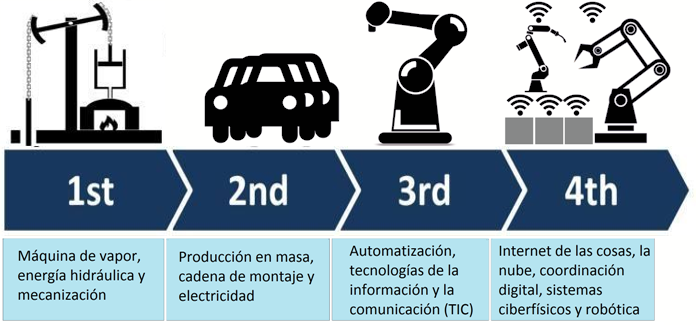 1st
2nd
3rd
4th
Máquina de vapor,
energía hidráulica y
mecanización
Producción en masa,
cadena de montaje y
electricidad
Automatización,
tecnologías de la
información y la
comunicación (TIC)
Internet de las cosas, la
nube, coordinación
digital, sistemas
ciberfísicos y robótica